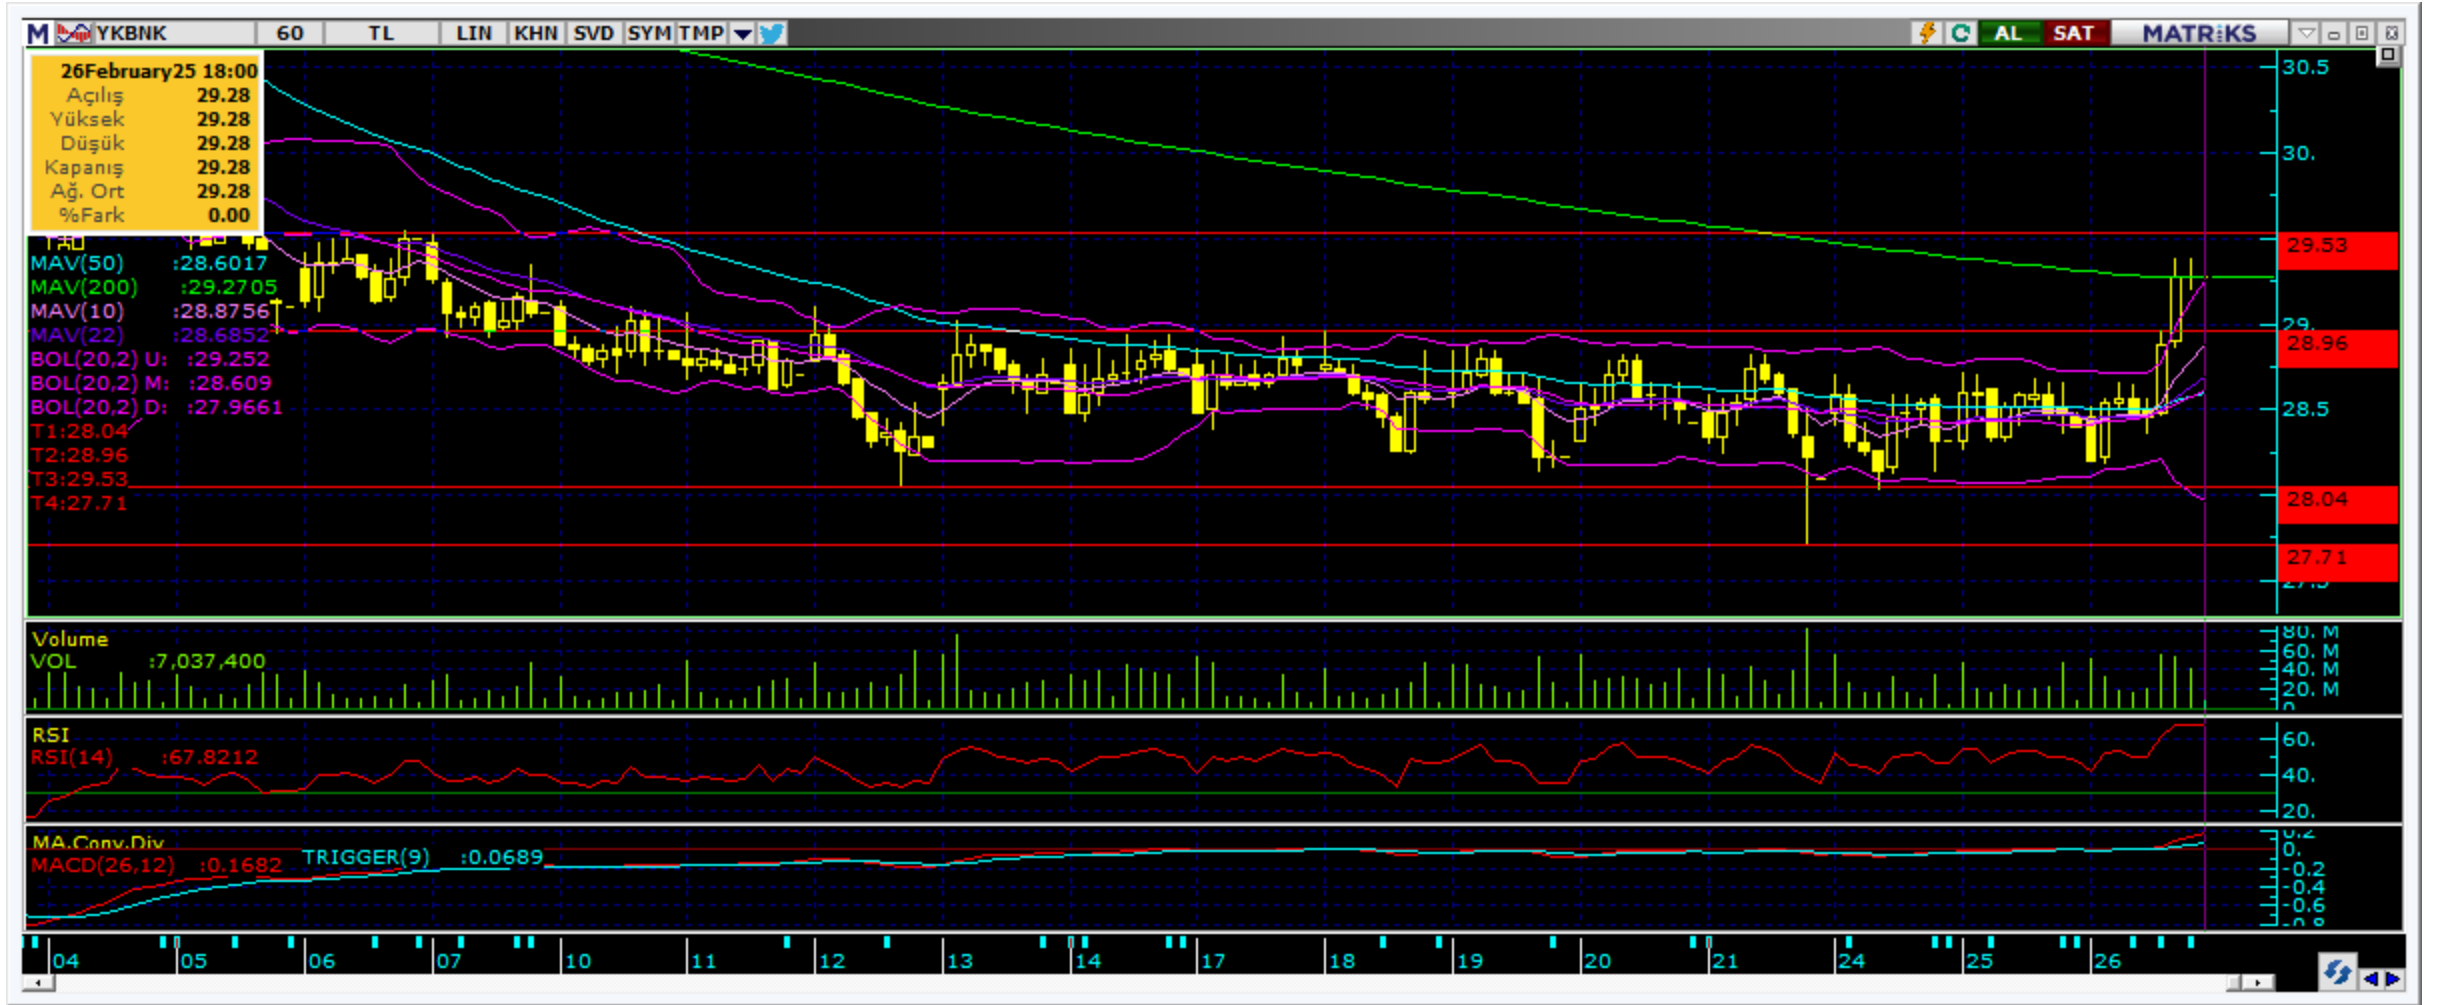 M YKBNK 60 TL LIN KHN SVD SYM TMP AL SAT MATRiKS
26February25 18:00
Açılış 29.28
Yüksek 29.28
Düşük 29.28
Kapanış 29.28
Ağ. Ort 29.28
%Fark 0.00
MAV(50) :28.6017
MAV(200) :29.2705
MAV(10) :28.8756
MAV(22) :28.6852
BOL(20,2) U: :29.252
BOL(20,2) M: :28.609
BOL(20,2) D: :27.9661
T1:28.04
T2:28.96
T3:29.53
T4:27.71
30.5
30.
29.53
29.
28.96
28.5
28.04
27.71
27.5
Volume
VOL :7,037,400
80. M
60. M
40. M
20. M
0
RSI
RSI(14) :67.8212
60.
40.
20.
MA.Conv.Div
MACD(26,12) :0.1682 TRIGGER(9) :0.0689
0.2
0.
-0.2
-0.4
-0.6
-0.8
04 05 06 07 10 11 12 13 14 17 18 19 20 21 24 25 26